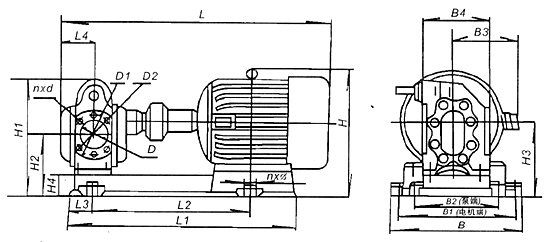 L
L4
D1
D2
nxd
D
H1
H2
H4
H
nxø
L3
L2
L1
B4
B3
H3
B2 (泵端)
B1 (电机端)
B